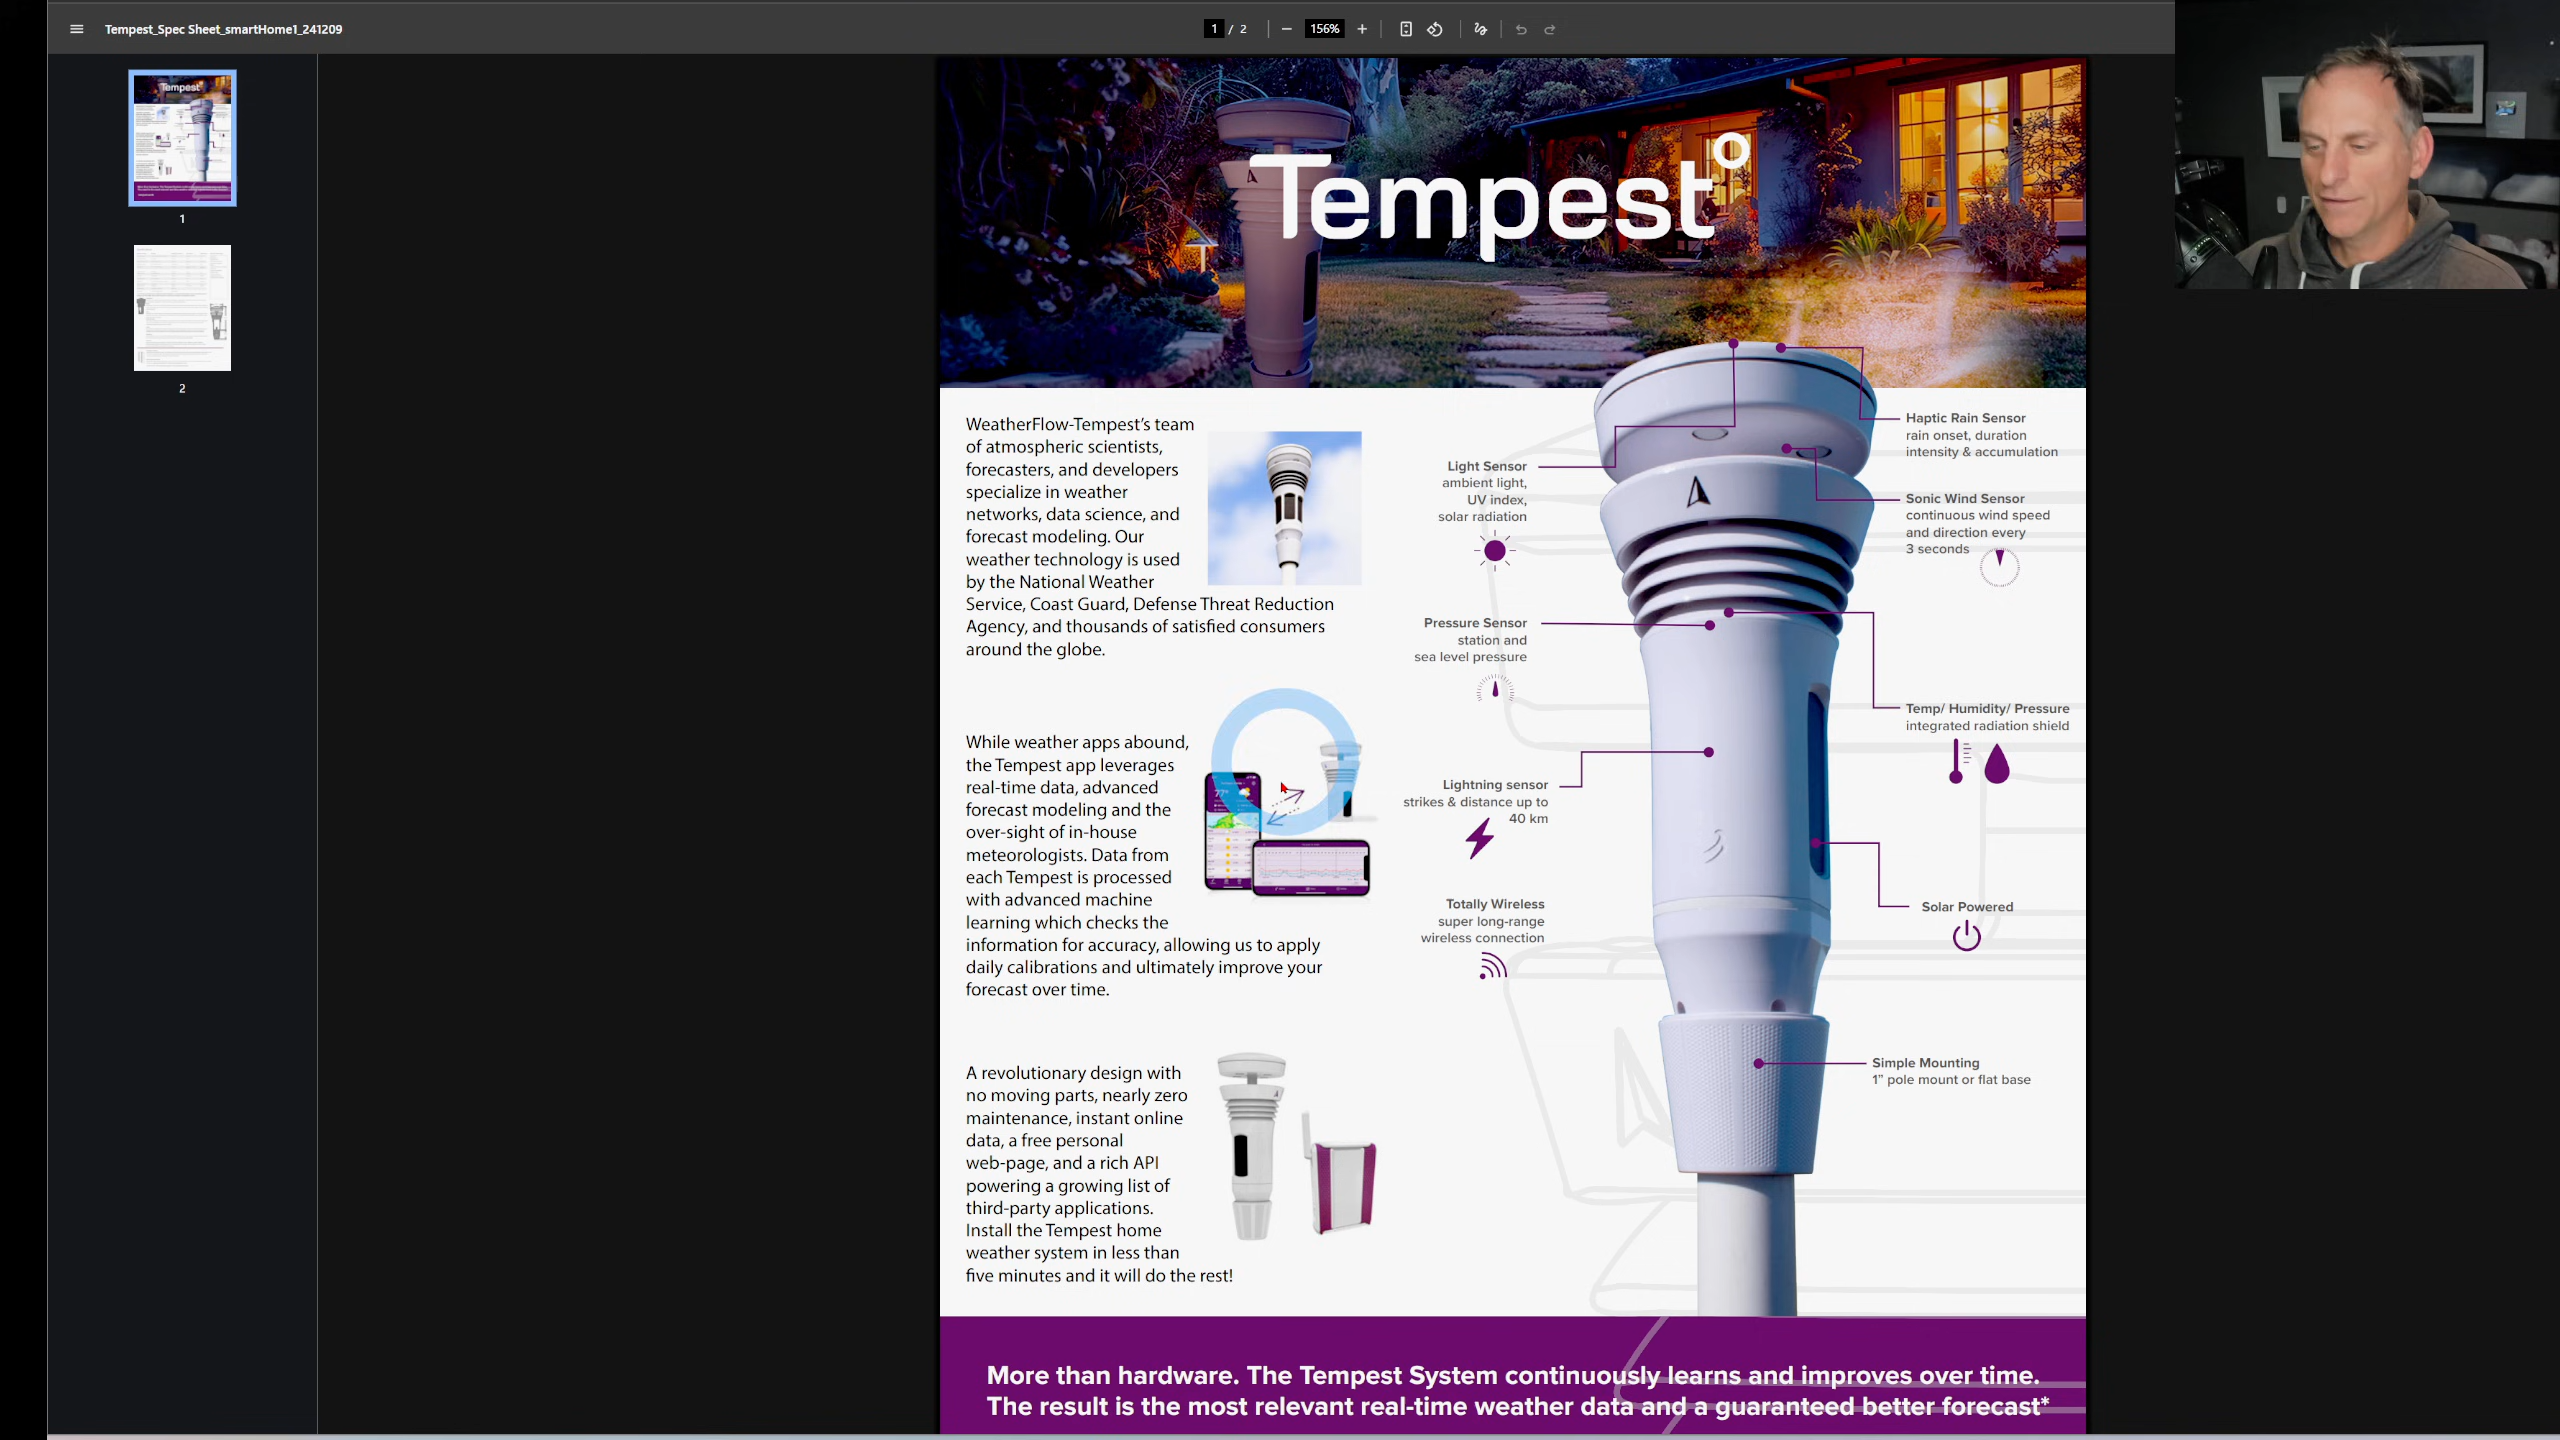 Tempest_Spec Sheet_smartHome1_241209
1 / 2
156%
1
2
Tempest°
WeatherFlow-Tempest’s team
of atmospheric scientists,
forecasters, and developers
specialize in weather
networks, data science, and
forecast modeling. Our
weather technology is used
by the National Weather
Service, Coast Guard, Defense Threat Reduction
Agency, and thousands of satisfied consumers
around the globe.
While weather apps abound,
the Tempest app leverages
real-time data, advanced
forecast modeling and the
over-sight of in-house
meteorologists. Data from
each Tempest is processed
with advanced machine
learning which checks the
information for accuracy, allowing us to apply
daily calibrations and ultimately improve your
forecast over time.
A revolutionary design with
no moving parts, nearly zero
maintenance, instant online
data, a free personal
web-page, and a rich API
powering a growing list of
third-party applications.
Install the Tempest home
weather system in less than
five minutes and it will do the rest!
Light Sensor
ambient light,
UV index,
solar radiation
Pressure Sensor
station and
sea level pressure
Lightning sensor
strikes & distance up to
40 km
Totally Wireless
super long-range
wireless connection
Haptic Rain Sensor
rain onset, duration
intensity & accumulation
Sonic Wind Sensor
continuous wind speed
and direction every
3 seconds
Temp/ Humidity/ Pressure
integrated radiation shield
Solar Powered
Simple Mounting
1” pole mount or flat base
More than hardware. The Tempest System continuously learns and improves over time.
The result is the most relevant real-time weather data and a guaranteed better forecast*